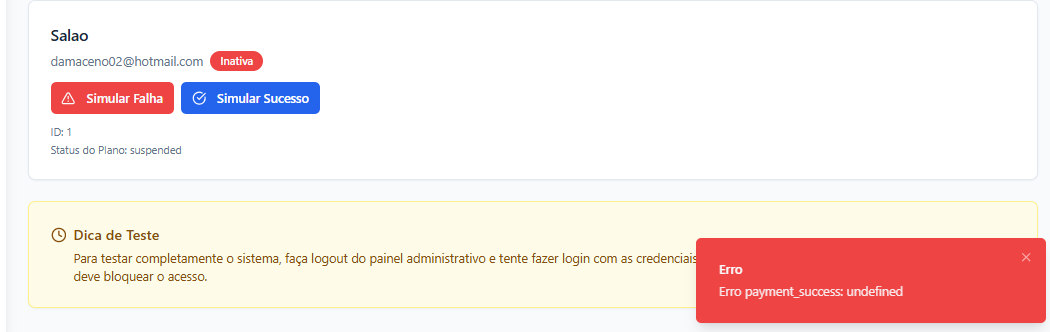 Salao
damaceno02@hotmail.com Inativa
Simular Falha Simular Sucesso
ID: 1
Status do Plano: suspended
Dica de Teste
Para testar completamente o sistema, faça logout do painel administrativo e tente fazer login com as credenciais
deve bloquear o acesso.
Erro
Erro payment_success: undefined